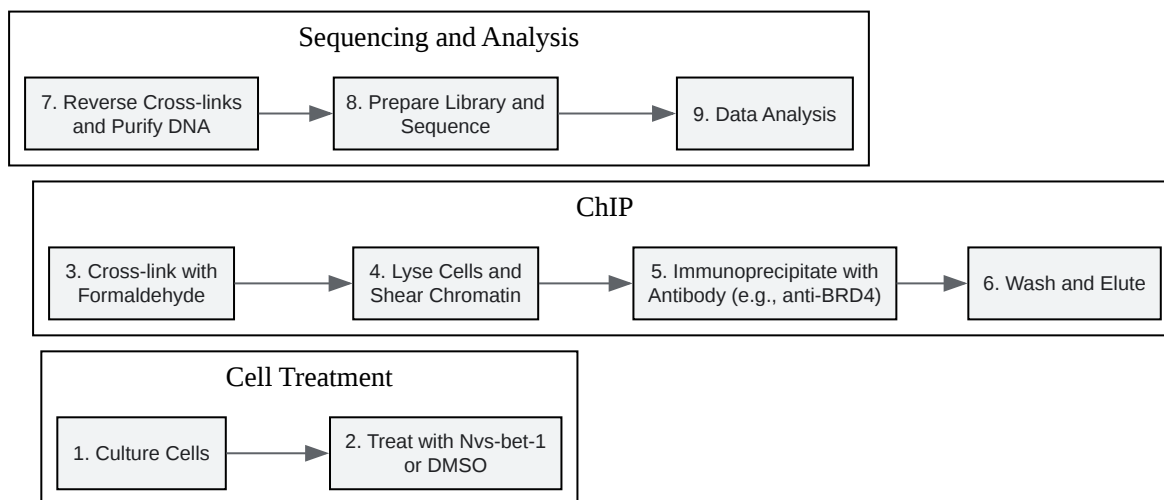 Sequencing and Analysis
7. Reverse Cross-links
and Purify DNA
8. Prepare Library and
Sequence
9. Data Analysis
ChIP
3. Cross-link with
Formaldehyde
4. Lyse Cells and
Shear Chromatin
5. Immunoprecipitate with
Antibody (e.g., anti-BRD4)
6. Wash and Elute
Cell Treatment
1. Culture Cells
2. Treat with Nvs-bet-1
or DMSO